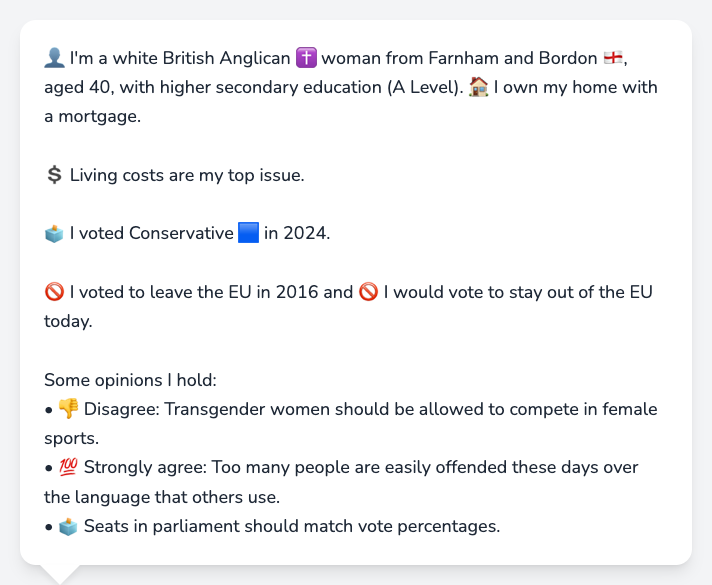 👤 I'm a white British Anglican ✝️ woman from Farnham and Bordon 🏴󠁧󠁢󠁥󠁮󠁧󠁿,
aged 40, with higher secondary education (A Level). 🏠 I own my home with
a mortgage.
💲 Living costs are my top issue.
🗳️ I voted Conservative 🟦 in 2024.
🚫 I voted to leave the EU in 2016 and 🚫 I would vote to stay out of the EU
today.
Some opinions I hold:
• 👎 Disagree: Transgender women should be allowed to compete in female
sports.
• 💯 Strongly agree: Too many people are easily offended these days over
the language that others use.
• 🗳️ Seats in parliament should match vote percentages.